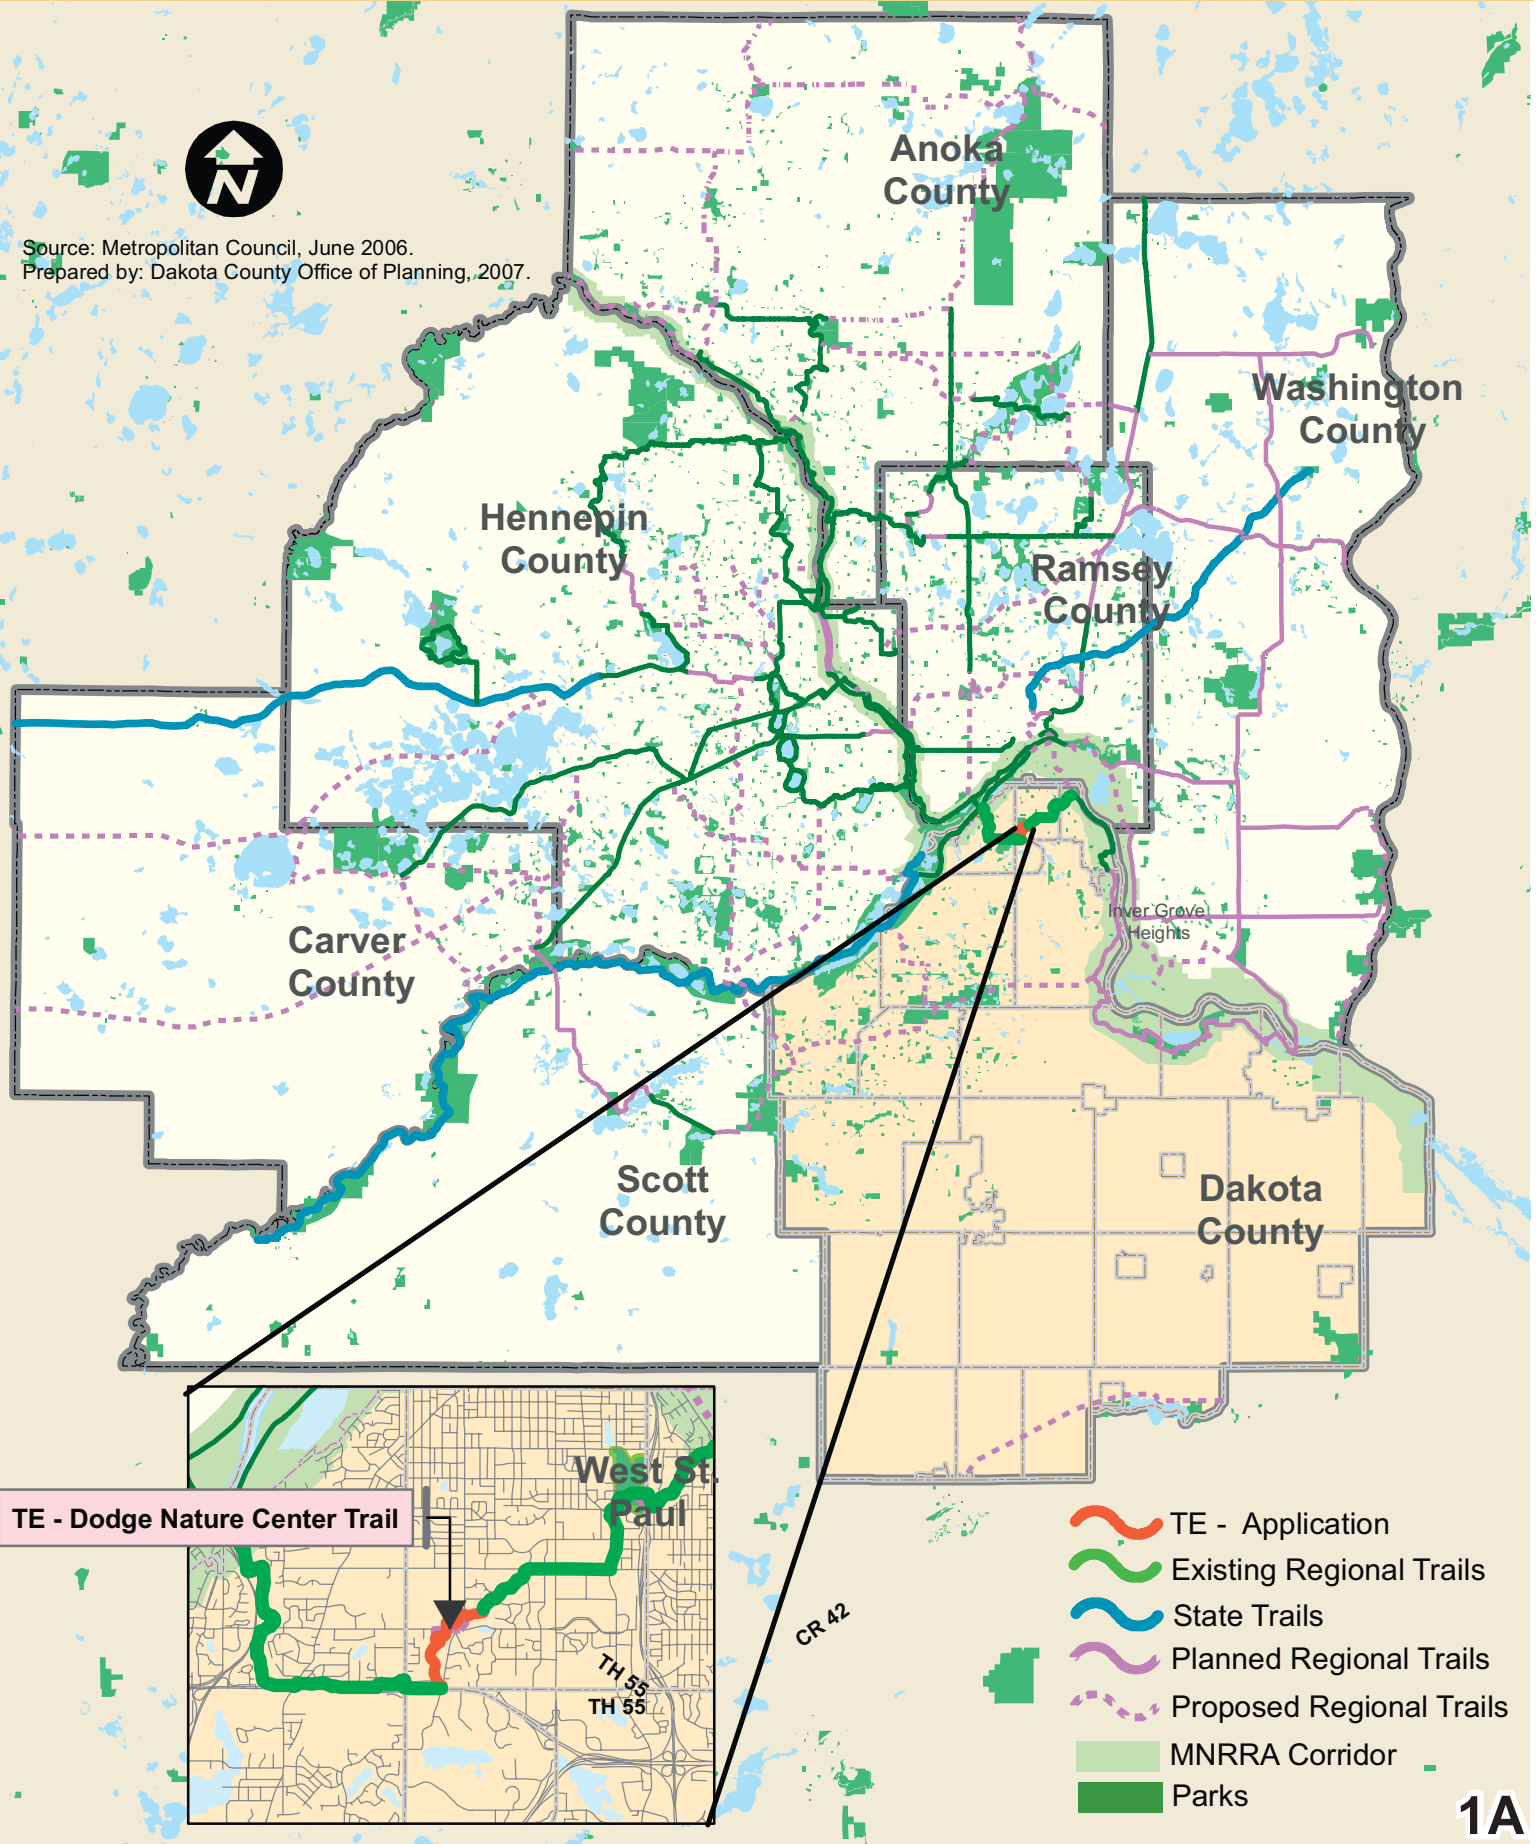 Anoka
County
N
Source: Metropolitan Council, June 2006.
Prepared by: Dakota County Office of Planning, 2007.
Washington
County
Hennepin
County
Ramsey
County
Inver Grove
Heights
Carver
County
Scott
County
Dakota
County
West St.
Paul
TE - Dodge Nature Center Trail
TH 55
TH 55
CR 42
TE - Application
Existing Regional Trails
State Trails
Planned Regional Trails
Proposed Regional Trails
MNRRA Corridor
Parks
1A